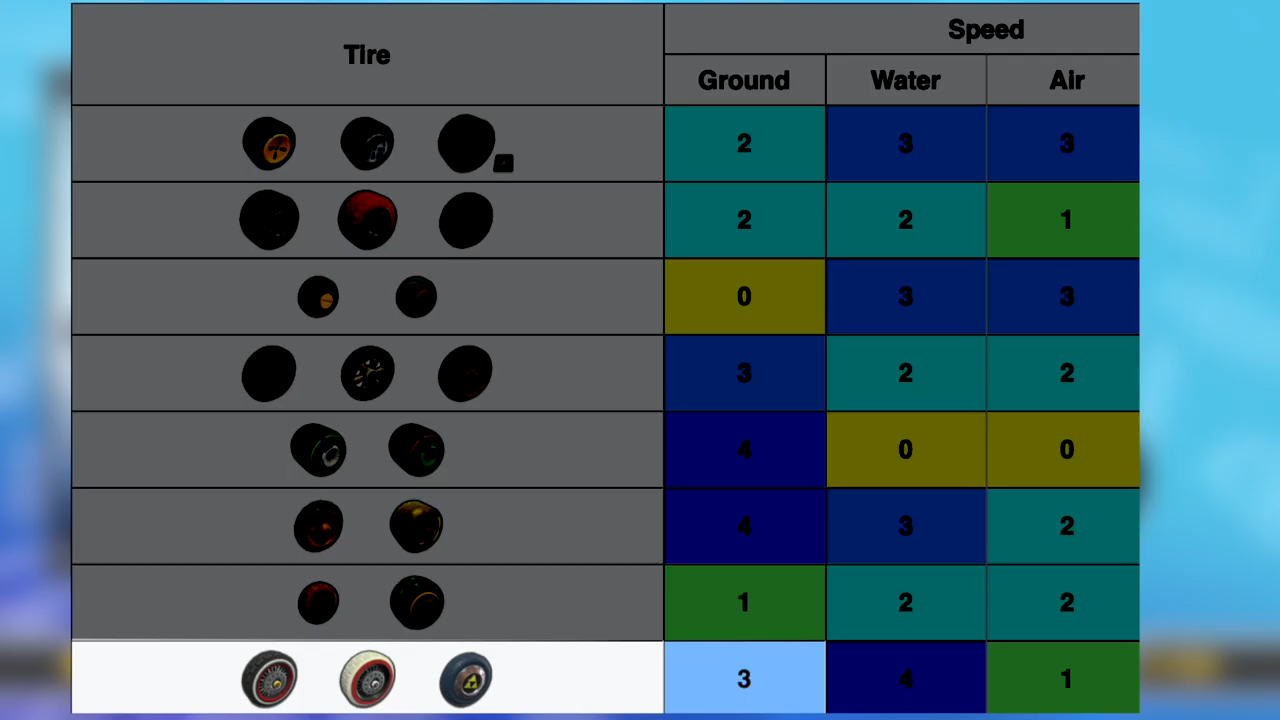 Tire
Speed
Ground Water Air
2 3 3
2 2 1
0 3 3
3 2 2
4 0 0
4 3 2
1 2 2
3 4 1